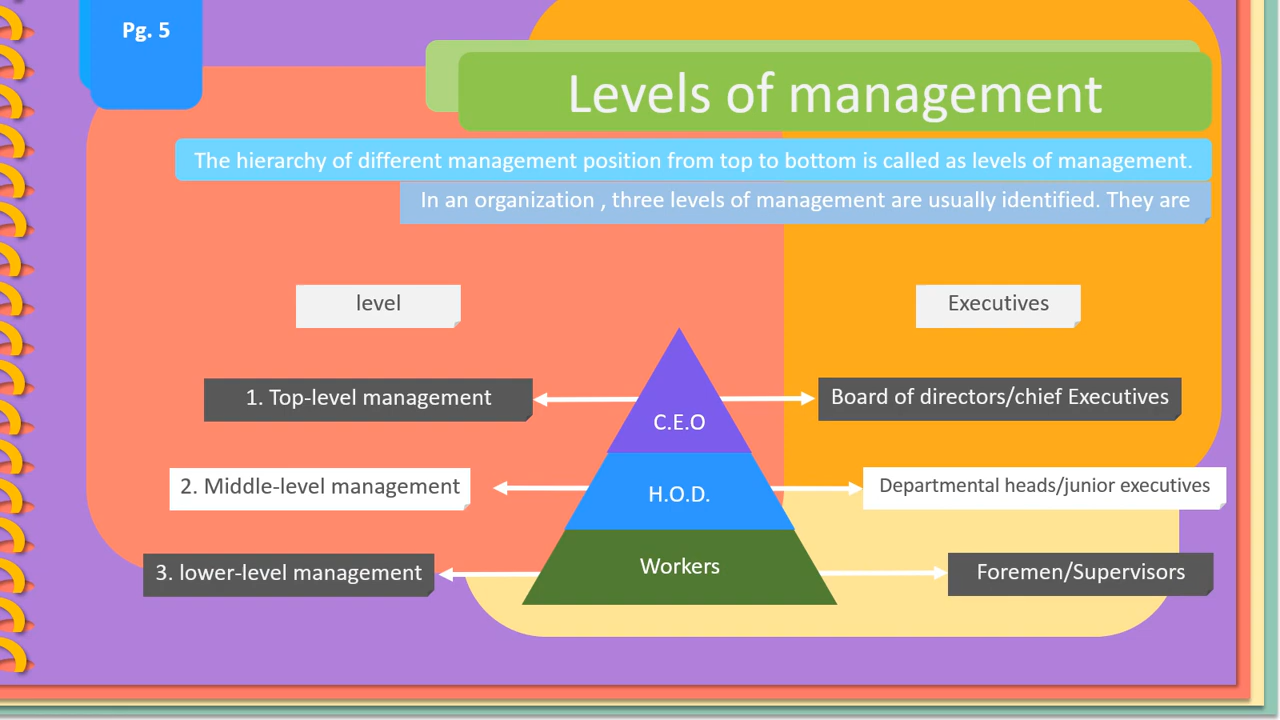 Pg. 5
Levels of management
The hierarchy of different management position from top to bottom is called as levels of management.
In an organization , three levels of management are usually identified. They are
level
Executives
1. Top-level management
C.E.O
Board of directors/chief Executives
2. Middle-level management
H.O.D.
Departmental heads/junior executives
3. lower-level management
Workers
Foremen/Supervisors